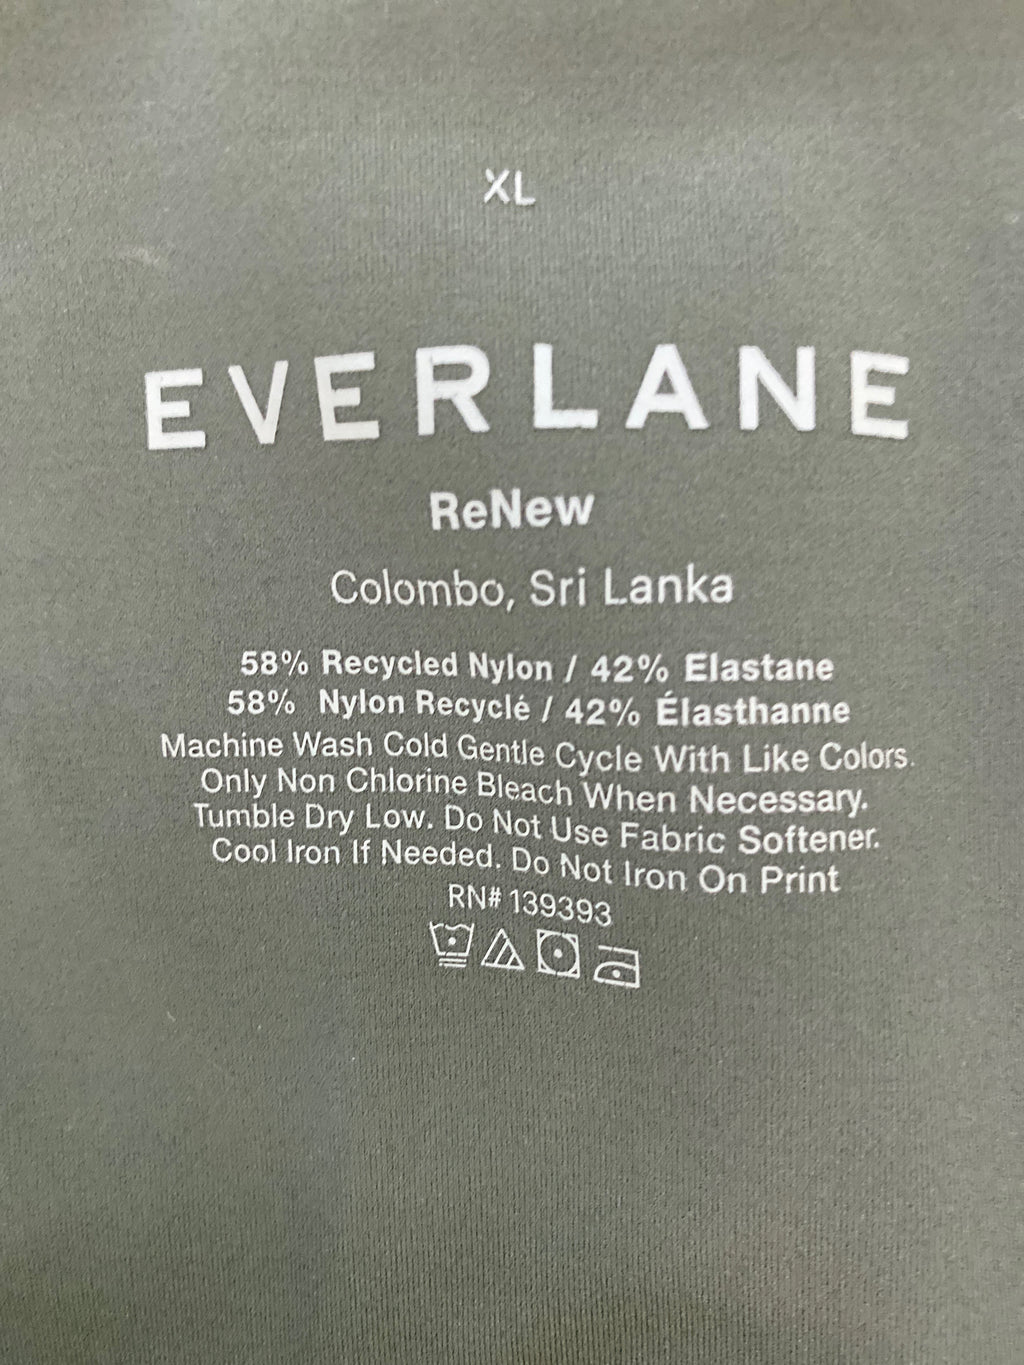 XL
EVERLANE
ReNew
Colombo, Sri Lanka
58% Recycled Nylon / 42% Elastane
58% Nylon Recyclé / 42% Élasthanne
Machine Wash Cold Gentle Cycle With Like Colors.
Only Non Chlorine Bleach When Necessary.
Tumble Dry Low. Do Not Use Fabric Softener.
Cool Iron If Needed. Do Not Iron On Print
RN# 139393